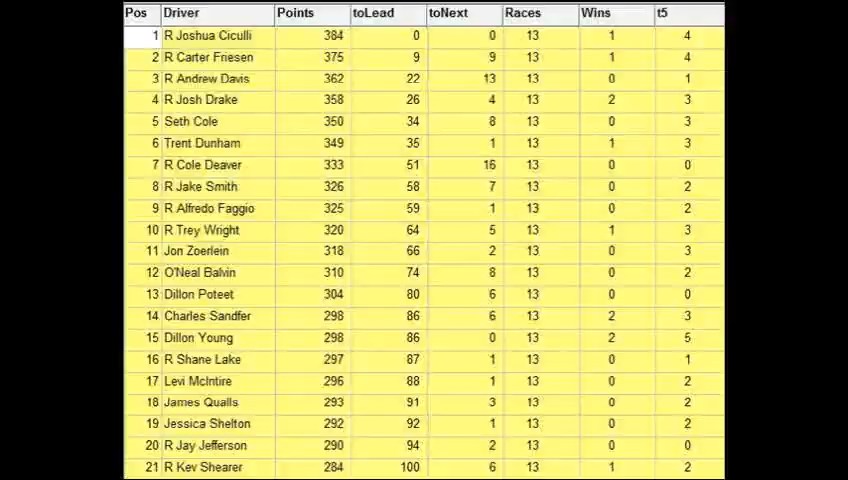 Pos Driver Points toLead toNext Races Wins t5
1 R Joshua Ciculli 384 0 0 13 1 4
2 R Carter Friesen 375 9 9 13 1 4
3 R Andrew Davis 362 22 13 13 0 1
4 R Josh Drake 358 26 4 13 2 3
5 Seth Cole 350 34 8 13 0 3
6 Trent Dunham 349 35 1 13 1 3
7 R Cole Deaver 333 51 16 13 0 0
8 R Jake Smith 326 58 7 13 0 2
9 R Alfredo Faggio 325 59 1 13 0 2
10 R Trey Wright 320 64 5 13 1 3
11 Jon Zoerlein 318 66 2 13 0 3
12 O'Neal Balvin 310 74 8 13 0 2
13 Dillon Poteet 304 80 6 13 0 0
14 Charles Sandfer 298 86 6 13 2 3
15 Dillon Young 298 86 0 13 2 5
16 R Shane Lake 297 87 1 13 0 1
17 Levi McIntire 296 88 1 13 0 2
18 James Qualls 293 91 3 13 0 2
19 Jessica Shelton 292 92 1 13 0 2
20 R Jay Jefferson 290 94 2 13 0 0
21 R Kev Shearer 284 100 6 13 1 2